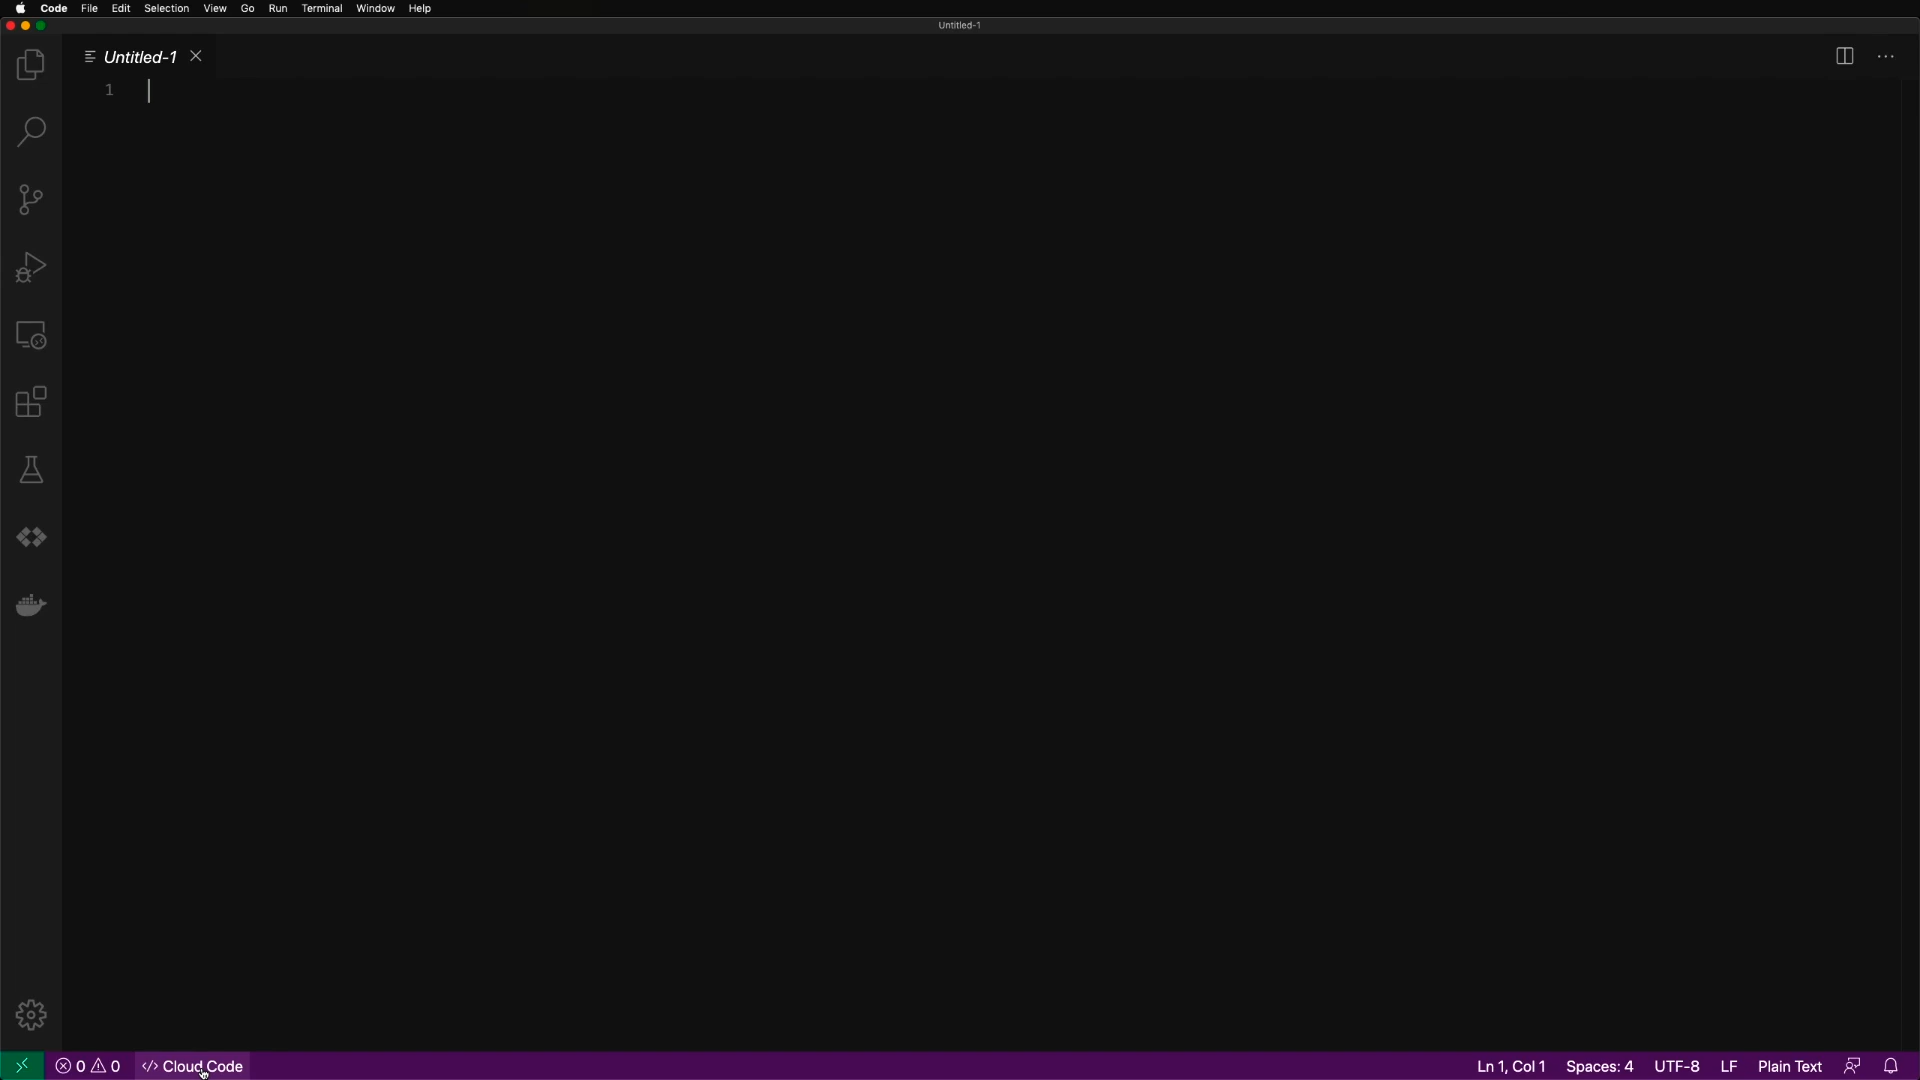 Code File Edit Selection View Go Run Terminal Window Help
Untitled-1
Untitled-1
1
0 0 </> Cloud Code Ln 1, Col 1 Spaces: 4 UTF-8 LF Plain Text